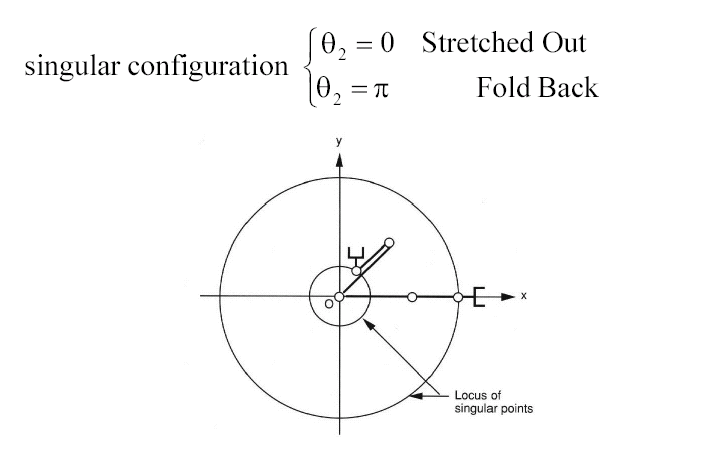 singular configuration { θ₂ = 0 Stretched Out
θ₂ = π Fold Back
y
O
x
Locus of
singular points